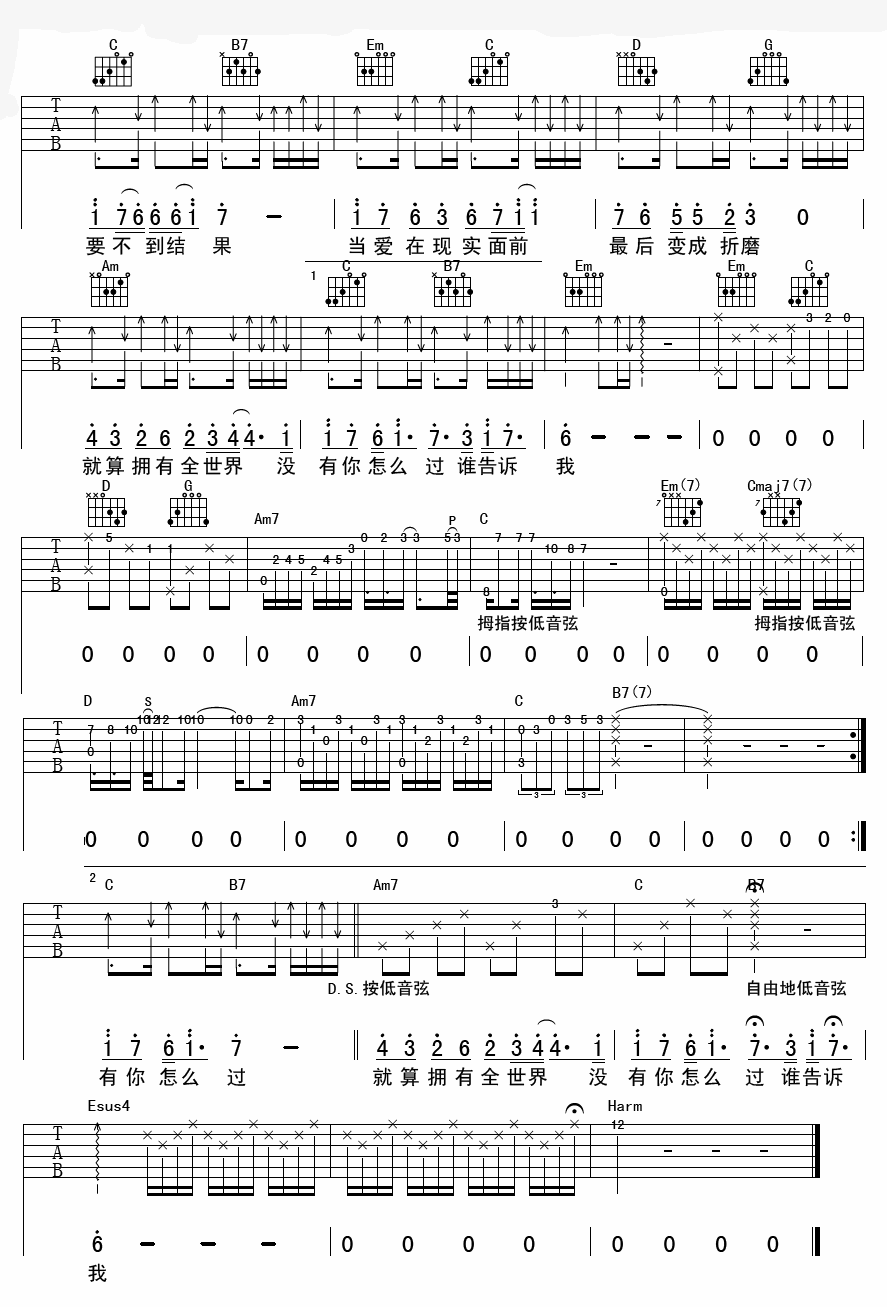 C B7 Em C D G
T A B
1 7 6 6 6 1 7 – 1 7 6 3 6 7 1 1 7 6 5 5 2 3 0
要不 到结 果 当爱在现实面前 最后 变成 折磨
Am 1 C B7 Em Em C
T A B
3 2 0
4 3 2 6 2 3 4 4· 1 1 7 6 1· 7· 3 1 7· 6 – – – 0 0 0 0
就算拥有全世界 没 有你怎么 过 谁告诉 我
D G Am7 P C Em(7) Cmaj7(7)
7 7
T A B
5 1 1 0 2 4 5 2 4 5 3 0 2 3 3 5 3 8 7 7 7 10 8 7 0
拇指按低音弦 拇指按低音弦
0 0 0 0 0 0 0 0 0 0 0 0 0 0 0 0
D S Am7 C B7(7)
T A B
7 0 8 10 10 12 12 10 10 10 0 2 3 0 1 0 3 1 0 3 1 3 0 1 2 3 1 2 3 1 0 3 3 0 3 5 3
3 3
0 0 0 0 0 0 0 0 0 0 0 0 0 0 0 0
2 C B7 Am7 C B7
T A B
3
D.S.按低音弦 自由地低音弦
1 7 6 1· 7 – 4 3 2 6 2 3 4 4· 1 1 7 6 1· 7· 3 1 7·
有你 怎么 过 就算拥有全世界 没 有你怎么 过 谁告诉
Esus4 Harm
T A B
12
6 – – – 0 0 0 0 0 0 0 0
我